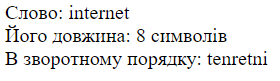 Слово: internet
Його довжина: 8 символів
В зворотному порядку: tenretni